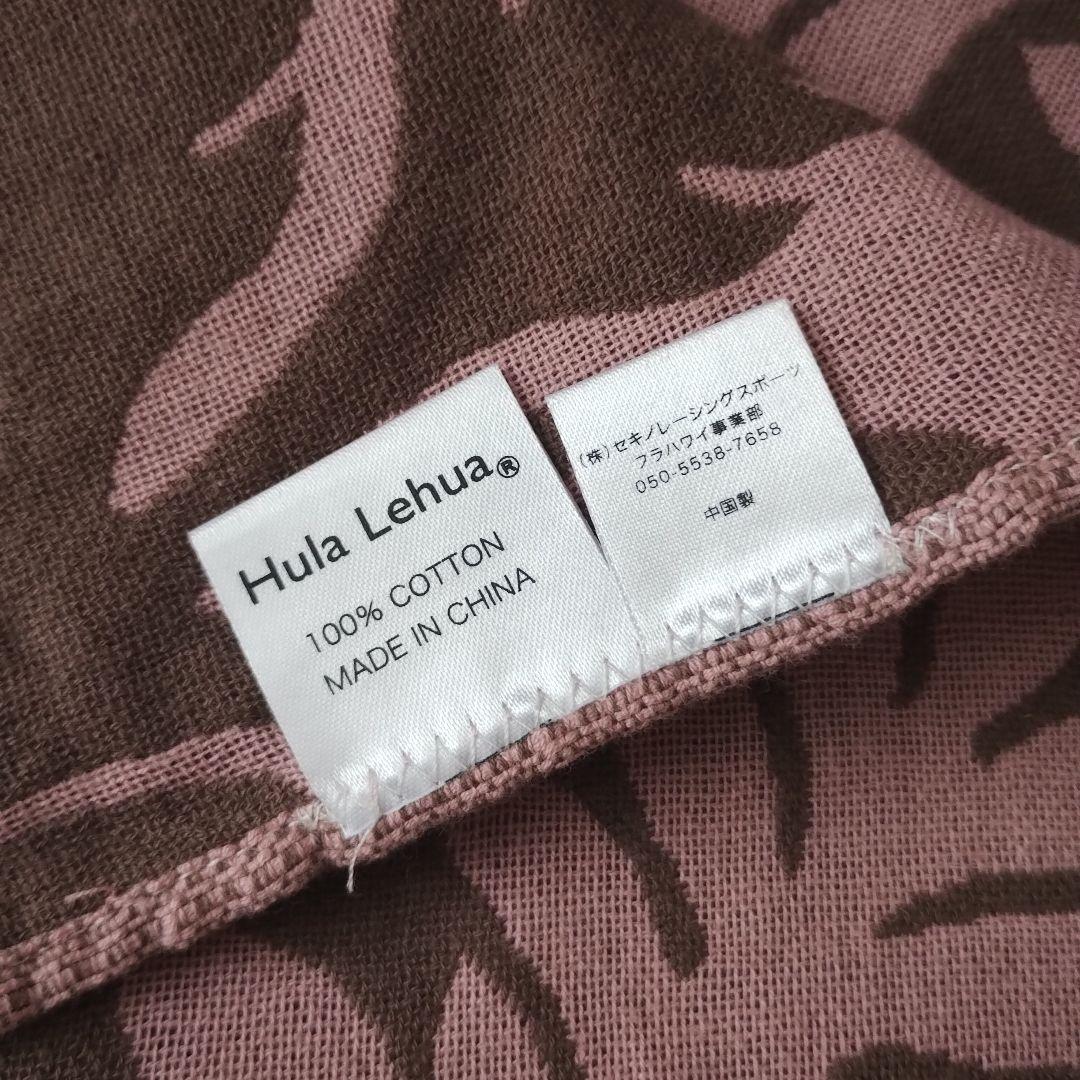 Hula Lehua®
100% COTTON
MADE IN CHINA
(株)セキノレーシングスポーツ
フラハワイ事業部
050-5538-7658
中国製